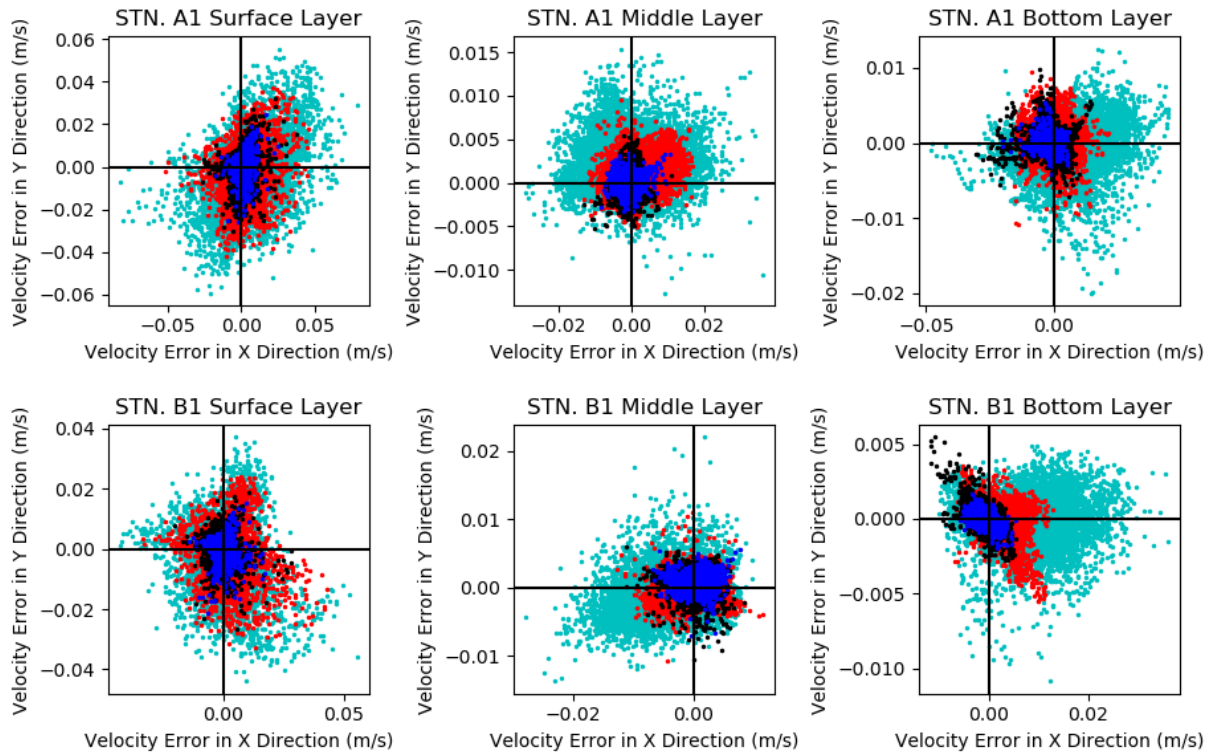 STN. A1 Surface Layer
Velocity Error in Y Direction (m/s)
0.06
0.04
0.02
0.00
−0.02
−0.04
−0.06
−0.05
0.00
0.05
Velocity Error in X Direction (m/s)
STN. A1 Middle Layer
Velocity Error in Y Direction (m/s)
0.015
0.010
0.005
0.000
−0.005
−0.010
−0.02
0.00
0.02
Velocity Error in X Direction (m/s)
STN. A1 Bottom Layer
Velocity Error in Y Direction (m/s)
0.01
0.00
−0.01
−0.02
−0.05
0.00
Velocity Error in X Direction (m/s)
STN. B1 Surface Layer
Velocity Error in Y Direction (m/s)
0.04
0.02
0.00
−0.02
−0.04
0.00
0.05
Velocity Error in X Direction (m/s)
STN. B1 Middle Layer
Velocity Error in Y Direction (m/s)
0.02
0.01
0.00
−0.01
−0.02
0.00
Velocity Error in X Direction (m/s)
STN. B1 Bottom Layer
Velocity Error in Y Direction (m/s)
0.005
0.000
−0.005
−0.010
0.00
0.02
Velocity Error in X Direction (m/s)